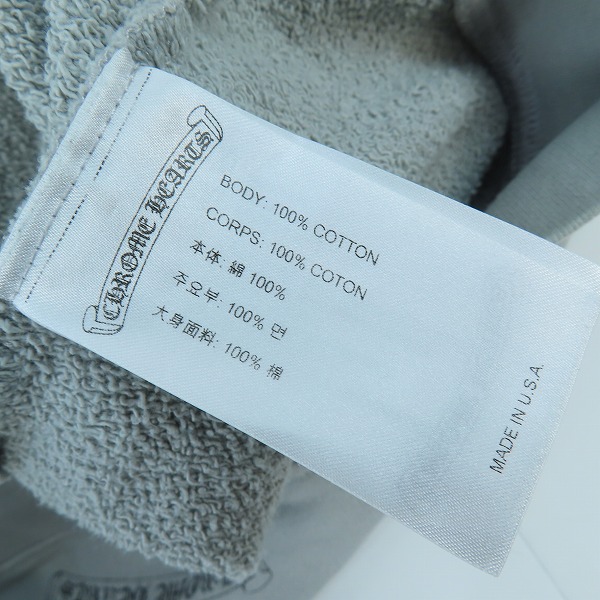 CHROME HEARTS
BODY: 100% COTTON
CORPS: 100% COTON
本体: 綿 100%
주요부: 100% 면
大身面料: 100% 棉
MADE IN U.S.A.